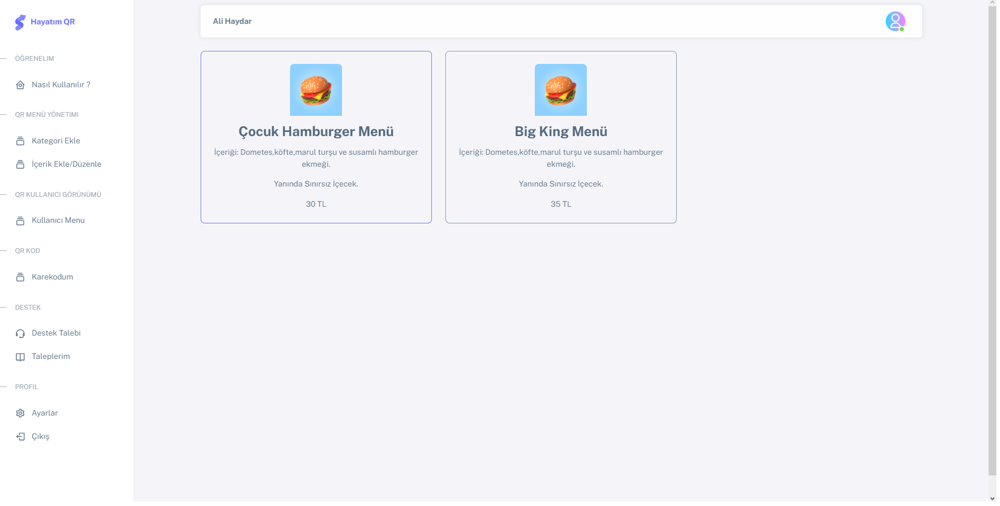 Hayatım QR
ÖĞRENELIM
Nasıl Kullanılır ?
QR MENÜ YÖNETIMI
Kategori Ekle
İçerik Ekle/Düzenle
QR KULLANICI GÖRÜNÜMÜ
Kullanıcı Menu
QR KOD
Karekodum
DESTEK
Destek Talebi
Taleplerim
PROFIL
Ayarlar
Çıkış
Ali Haydar
Çocuk Hamburger Menü
İçeriği: Dometes,köfte,marul turşu ve susamlı hamburger
ekmeği.
Yanında Sınırsız İçecek.
30 TL
Big King Menü
İçeriği: Dometes,köfte,marul turşu ve susamlı hamburger
ekmeği.
Yanında Sınırsız İçecek.
35 TL